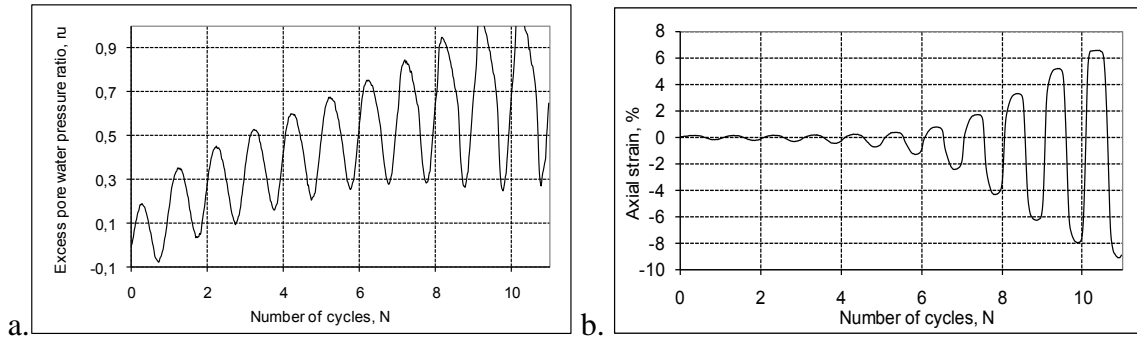 Excess pore water pressure ratio, ru
0,9
0,7
0,5
0,3
0,1
-0,1
0 2 4 6 8 10
Number of cycles, N
a.
Axial strain, %
8
6
4
2
0
-2
-4
-6
-8
-10
0 2 4 6 8 10
Number of cycles, N
b.